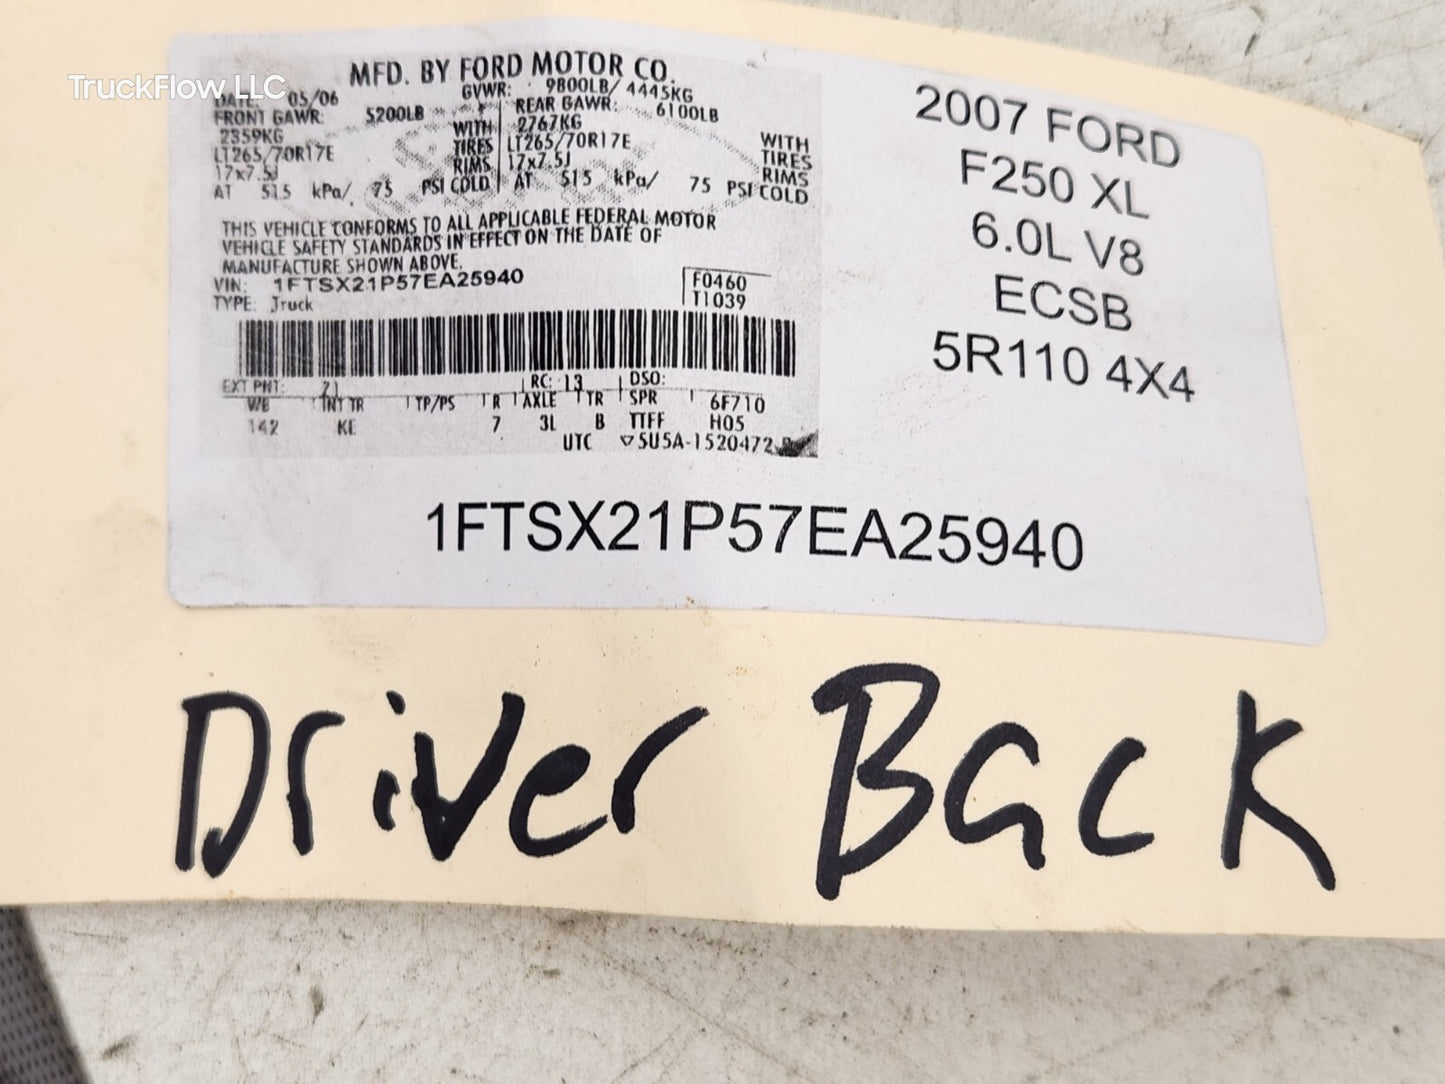 TruckFlow LLC
MFD. BY FORD MOTOR CO.
DATE: 05/06 GVWR: 9800LB/ 4445KG
FRONT GAWR: 5200LB REAR GAWR: 6100LB
2359KG WITH 2767KG WITH
LT265/70R17E TIRES LT265/70R17E TIRES
17x7.5J RIMS 17x7.5J RIMS
AT 515 kPa/ 75 PSI COLD AT 515 kPa/ 75 PSI COLD
THIS VEHICLE CONFORMS TO ALL APPLICABLE FEDERAL MOTOR
VEHICLE SAFETY STANDARDS IN EFFECT ON THE DATE OF
MANUFACTURE SHOWN ABOVE.
VIN: 1FTSX21P57EA25940 F0460
TYPE: Truck T1039
EXT PNT: Z1 RC: 13 DSO:
WB INT TR TP/PS R AXLE TR SPR 6F710
142 KE 7 3L B TTFF H05
UTC ▽5U5A-1520472
2007 FORD
F250 XL
6.0L V8
ECSB
5R110 4X4
1FTSX21P57EA25940
Driver Back